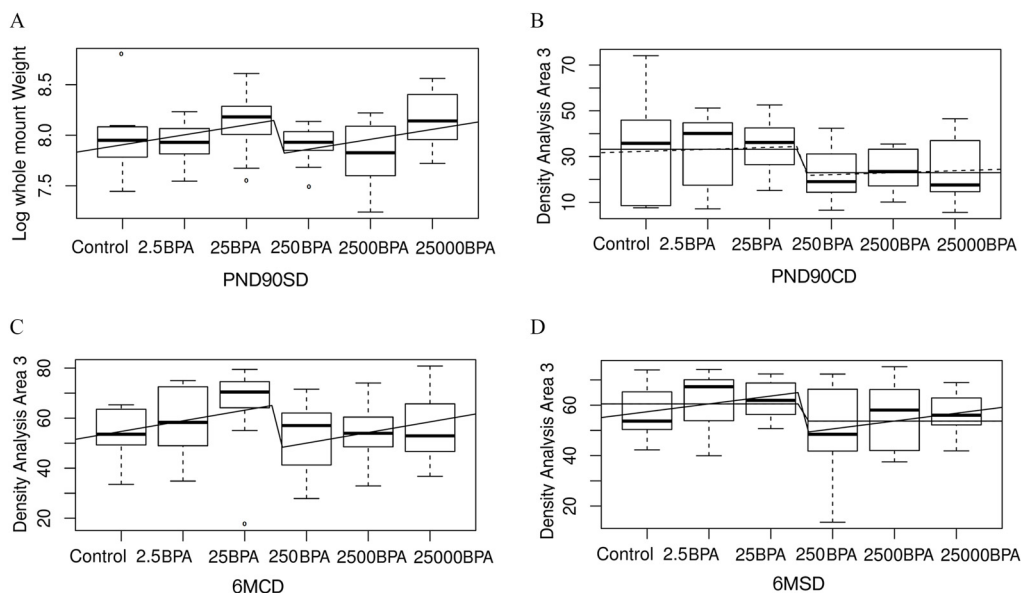 A
Log whole mount Weight
8.5
8.0
7.5
Control 2.5BPA 25BPA 250BPA 2500BPA 25000BPA
PND90SD
B
Density Analysis Area 3
70
50
30
10
Control 2.5BPA 25BPA 250BPA 2500BPA 25000BPA
PND90CD
C
Density Analysis Area 3
80
60
40
20
Control 2.5BPA 25BPA 250BPA 2500BPA 25000BPA
6MCD
D
Density Analysis Area 3
60
40
20
Control 2.5BPA 25BPA 250BPA 2500BPA 25000BPA
6MSD